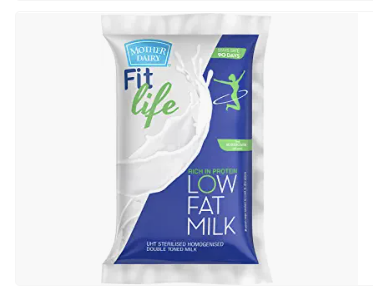 MOTHER
DAIRY
Fit
life
90 DAYS
RICH IN PROTEIN
LOW
FAT
MILK
UHT STERILISED HOMOGENISED
DOUBLE TONED MILK